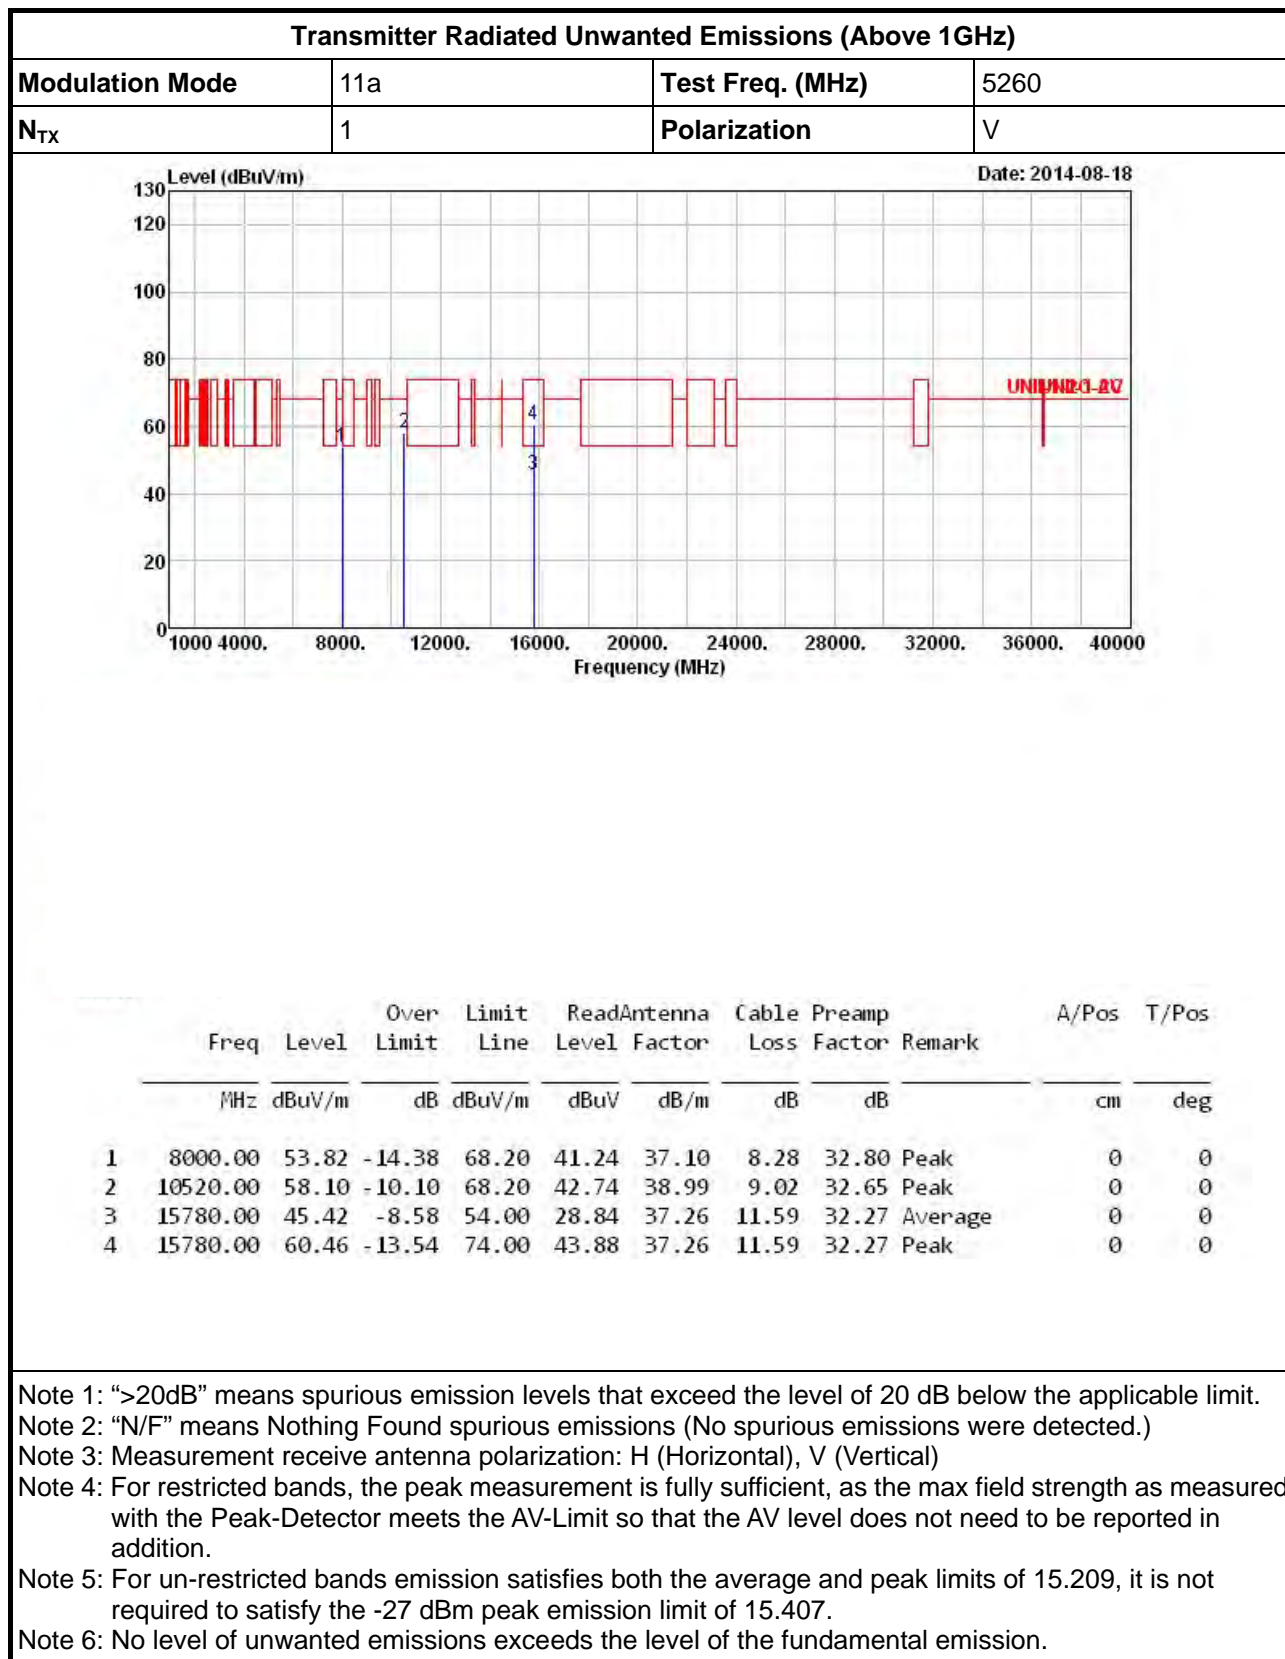 Transmitter Radiated Unwanted Emissions (Above 1GHz)
Modulation Mode 11a Test Freq. (MHz) 5260
NTX 1 Polarization V
Level (dBuV/m) Date: 2014-08-18
130
120
100
80
60
40
20
0
1 2 3 4
1000 4000. 8000. 12000. 16000. 20000. 24000. 28000. 32000. 36000. 40000
Frequency (MHz)
Over Limit ReadAntenna Cable Preamp A/Pos T/Pos
Freq Level Limit Line Level Factor Loss Factor Remark
MHz dBuV/m dB dBuV/m dBuV dB/m dB dB cm deg
1 8000.00 53.82 -14.38 68.20 41.24 37.10 8.28 32.80 Peak 0 0
2 10520.00 58.10 -10.10 68.20 42.74 38.99 9.02 32.65 Peak 0 0
3 15780.00 45.42 -8.58 54.00 28.84 37.26 11.59 32.27 Average 0 0
4 15780.00 60.46 -13.54 74.00 43.88 37.26 11.59 32.27 Peak 0 0
Note 1: “>20dB” means spurious emission levels that exceed the level of 20 dB below the applicable limit.
Note 2: “N/F” means Nothing Found spurious emissions (No spurious emissions were detected.)
Note 3: Measurement receive antenna polarization: H (Horizontal), V (Vertical)
Note 4: For restricted bands, the peak measurement is fully sufficient, as the max field strength as measured
with the Peak-Detector meets the AV-Limit so that the AV level does not need to be reported in
addition.
Note 5: For un-restricted bands emission satisfies both the average and peak limits of 15.209, it is not
required to satisfy the -27 dBm peak emission limit of 15.407.
Note 6: No level of unwanted emissions exceeds the level of the fundamental emission.